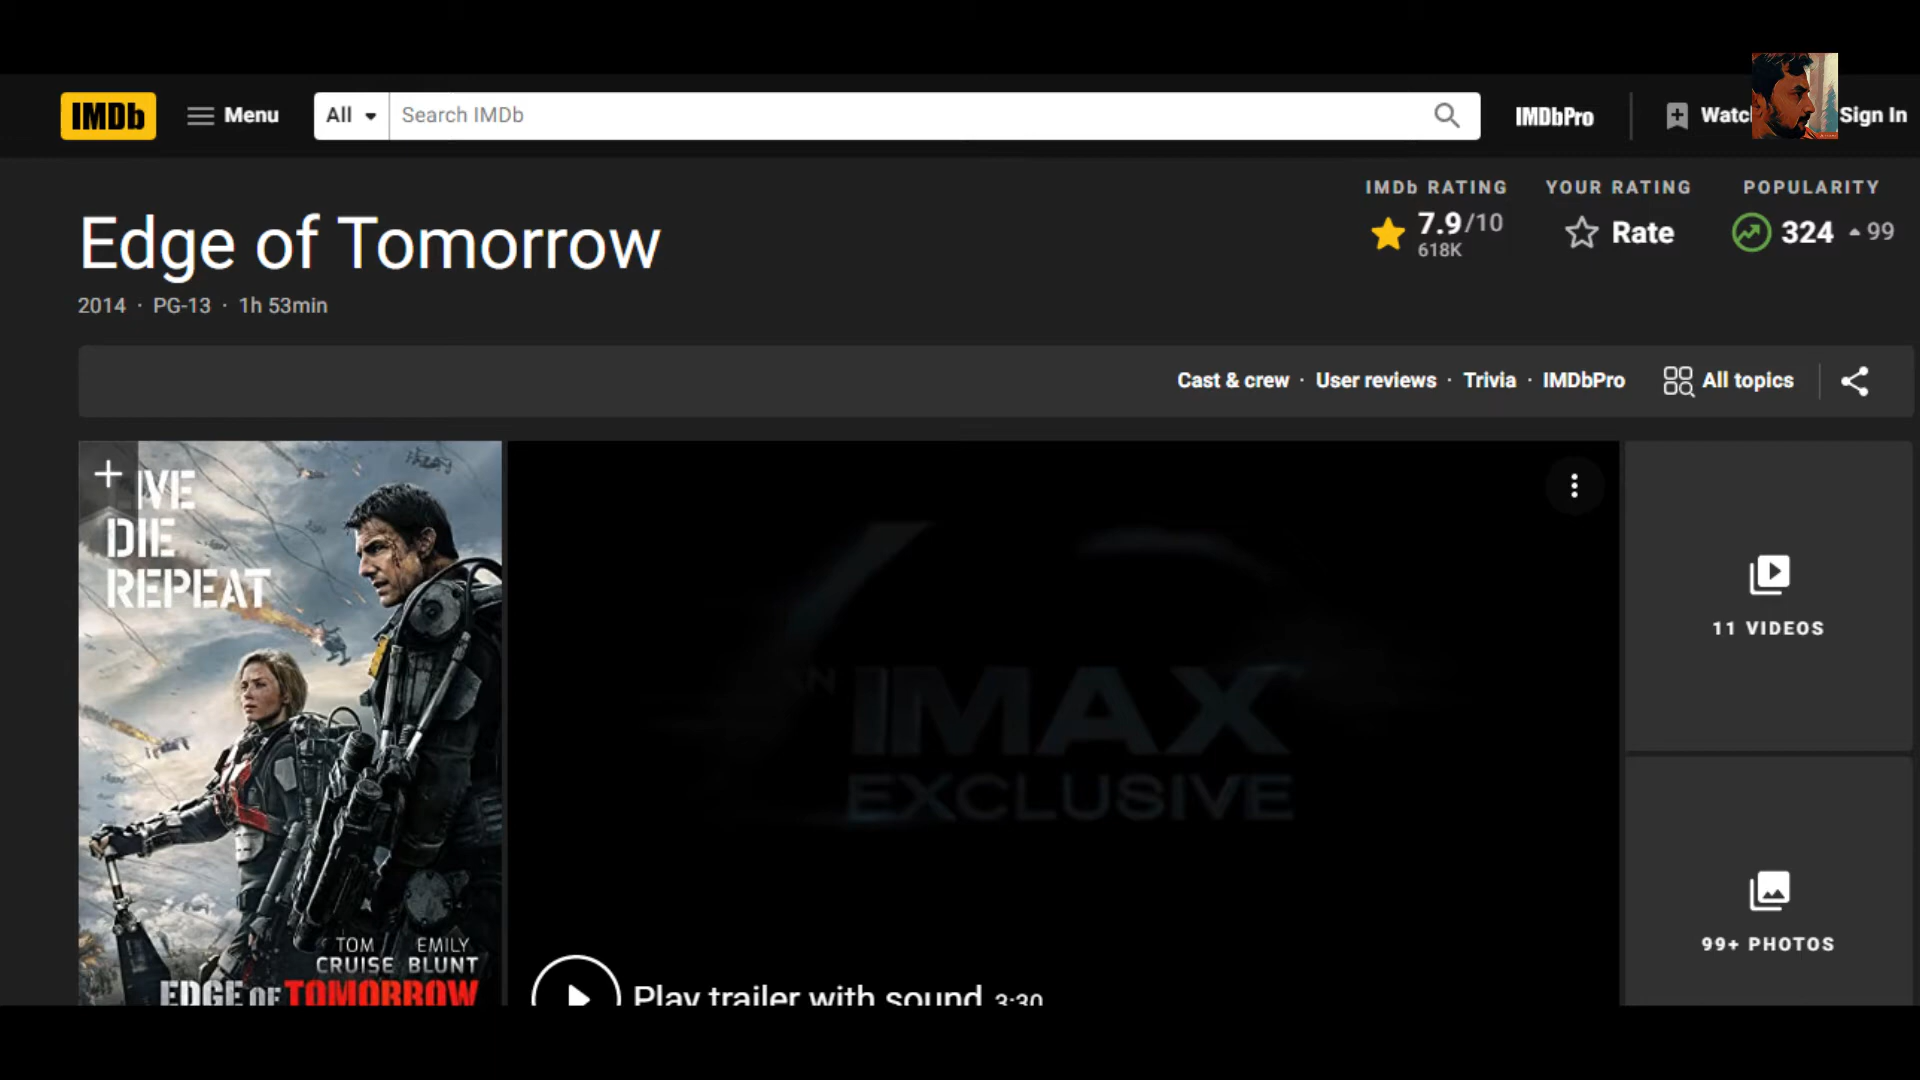 IMDb
Menu
All
Search IMDb
IMDbPro
Watc
Sign In
Edge of Tomorrow
2014 · PG-13 · 1h 53min
IMDb RATING
7.9/10
618K
YOUR RATING
Rate
POPULARITY
324
99
Cast & crew · User reviews · Trivia · IMDbPro
All topics
IVE
DIE
REPEAT
TOM CRUISE
EMILY BLUNT
EDGE OF TOMORROW
AN
IMAX
EXCLUSIVE
Play trailer with sound 3:30
11 VIDEOS
99+ PHOTOS